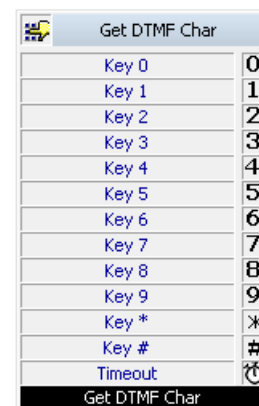 Get DTMF Char
Key 0 0
Key 1 1
Key 2 2
Key 3 3
Key 4 4
Key 5 5
Key 6 6
Key 7 7
Key 8 8
Key 9 9
Key * *
Key # #
Timeout
Get DTMF Char